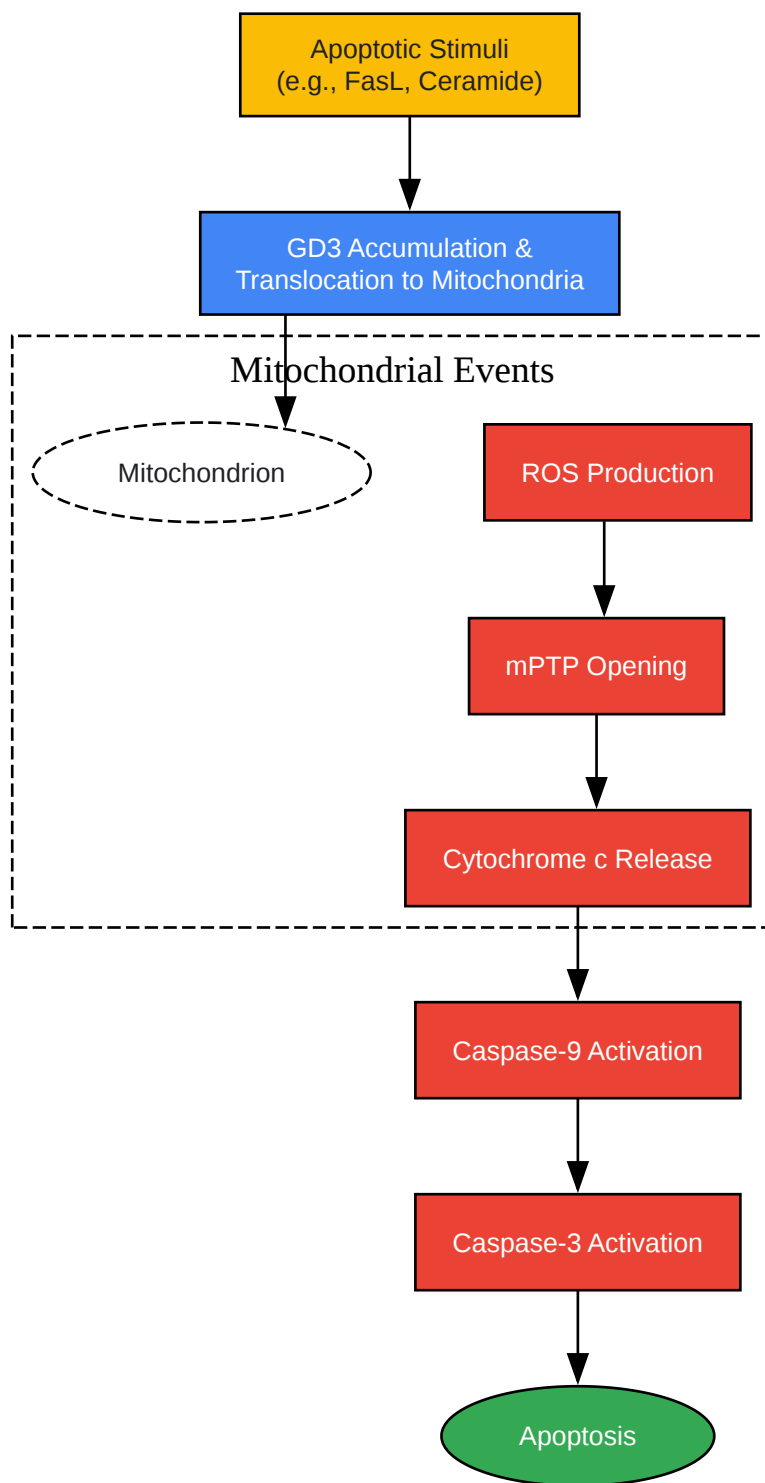 Apoptotic Stimuli
(e.g., FasL, Ceramide)
GD3 Accumulation &
Translocation to Mitochondria
Mitochondrial Events
Mitochondrion
ROS Production
mPTP Opening
Cytochrome c Release
Caspase-9 Activation
Caspase-3 Activation
Apoptosis